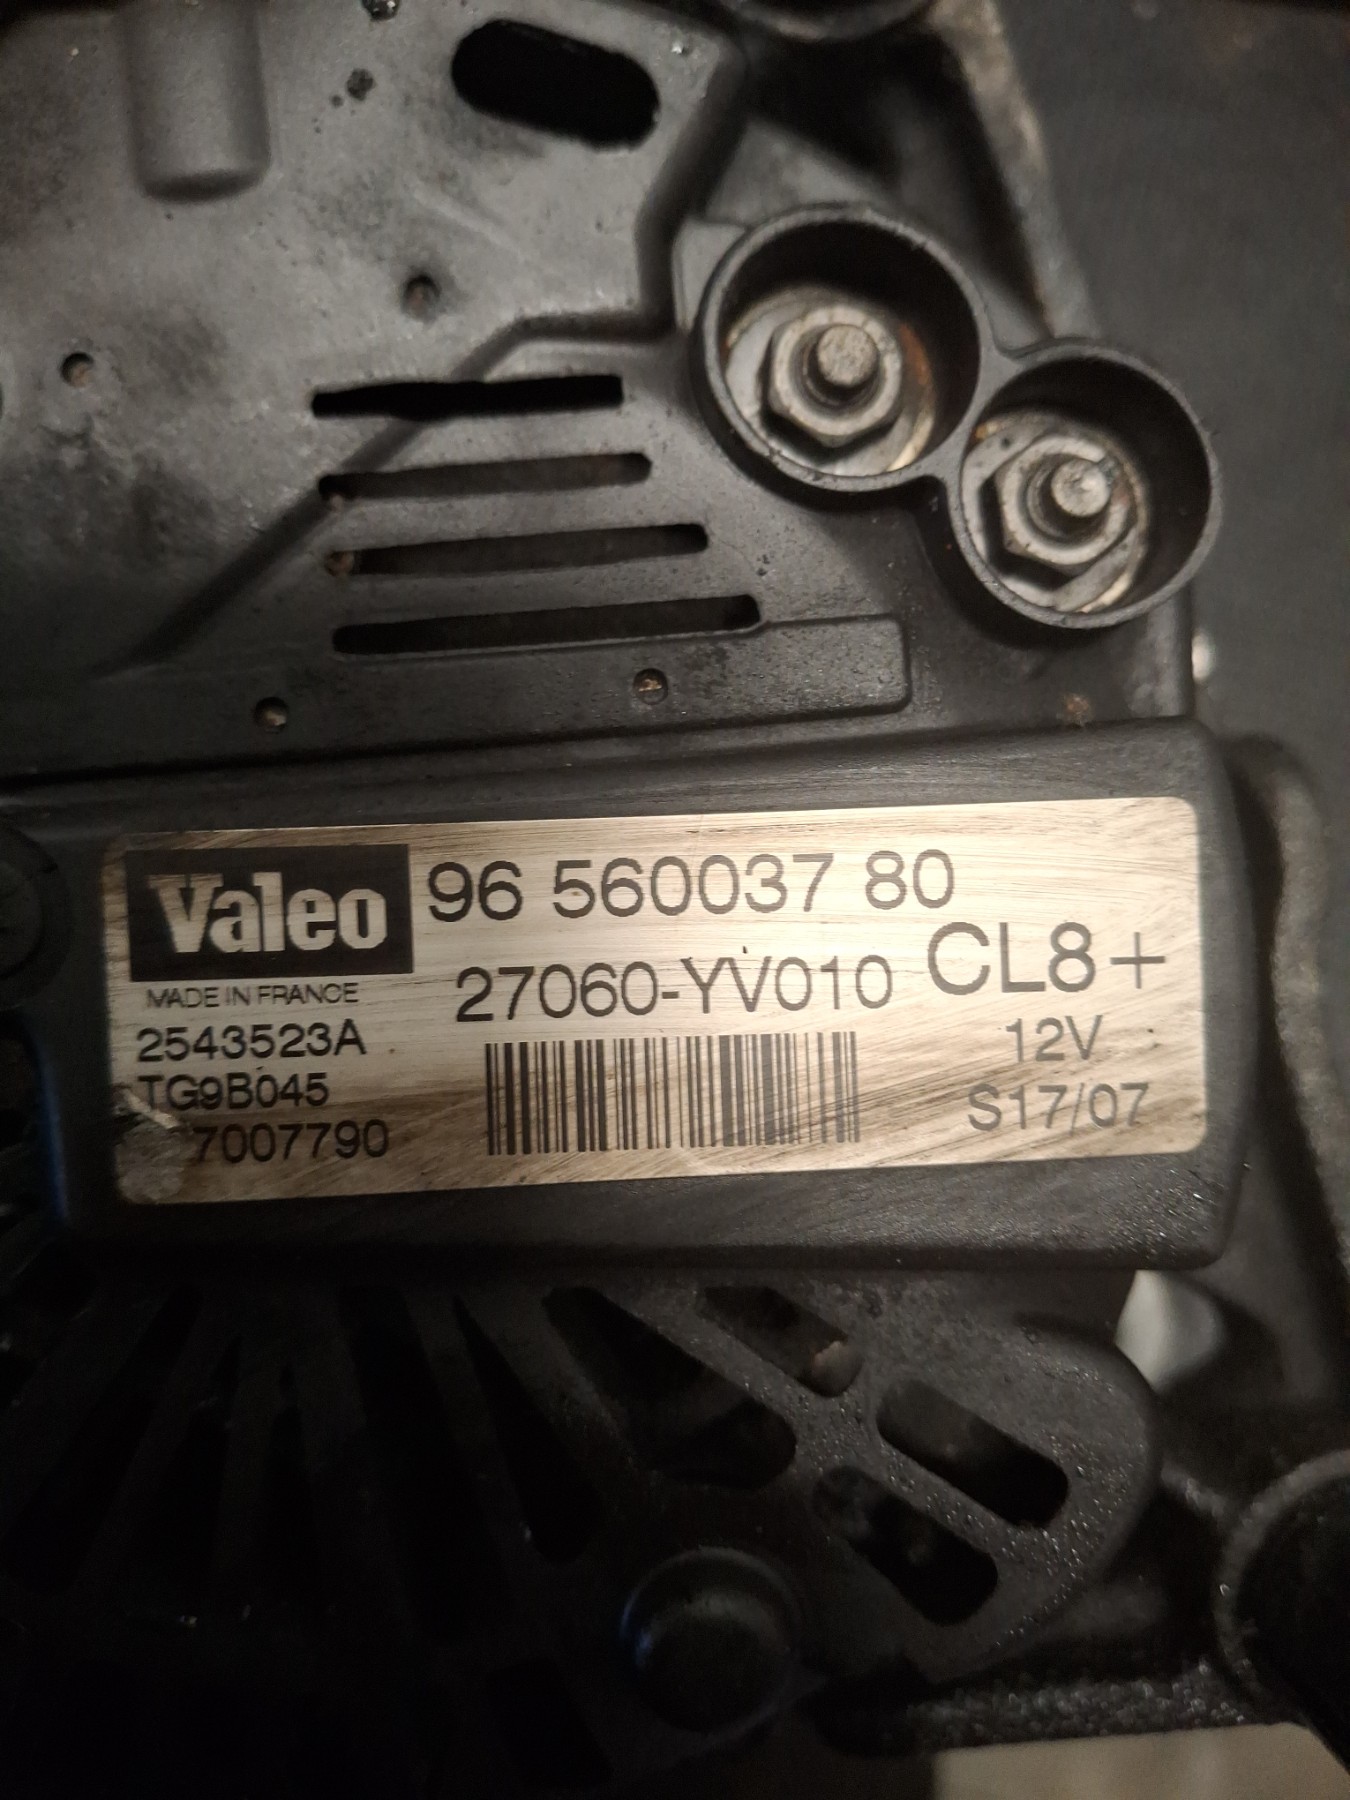 Valeo
96 560037 80
MADE IN FRANCE
27060-YV010
CL8+
2543523A
12V
TG9B045
S17/07
7007790